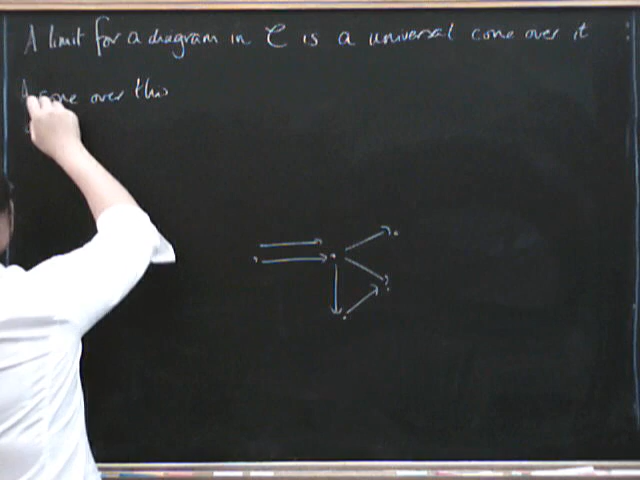 A limit for a diagram in C is a universal cone over it
A cone over this